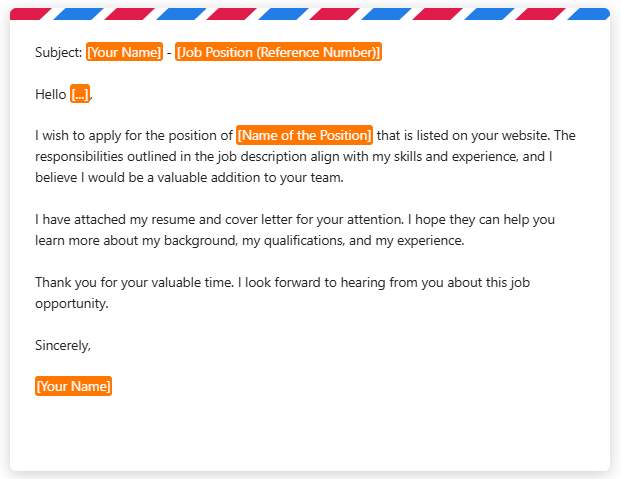 Subject: [Your Name] - [Job Position (Reference Number)]
Hello [...],
I wish to apply for the position of [Name of the Position] that is listed on your website. The
responsibilities outlined in the job description align with my skills and experience, and I
believe I would be a valuable addition to your team.
I have attached my resume and cover letter for your attention. I hope they can help you
learn more about my background, my qualifications, and my experience.
Thank you for your valuable time. I look forward to hearing from you about this job
opportunity.
Sincerely,
[Your Name]